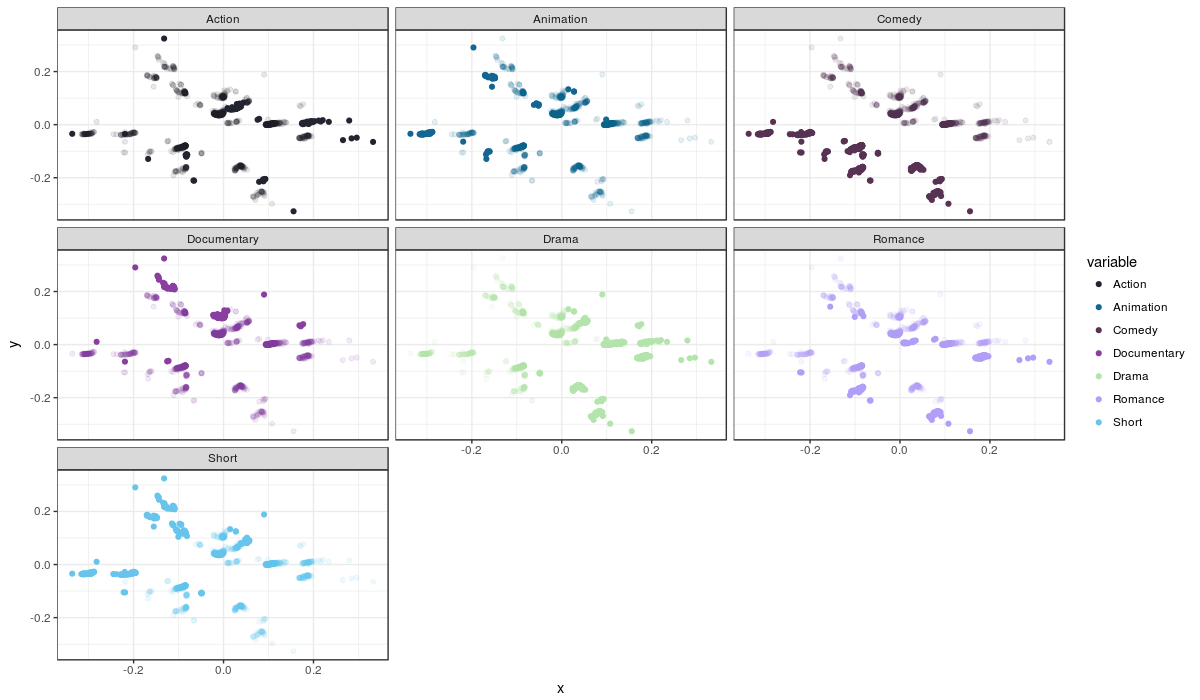 Action Animation Comedy
0.2
0.0
-0.2
Documentary Drama Romance
variable
Action
Animation
Comedy
Documentary
Drama
Romance
Short
y
0.2
0.0
-0.2
-0.2 0.0 0.2 -0.2 0.0 0.2
Short
0.2
0.0
-0.2
-0.2 0.0 0.2
x